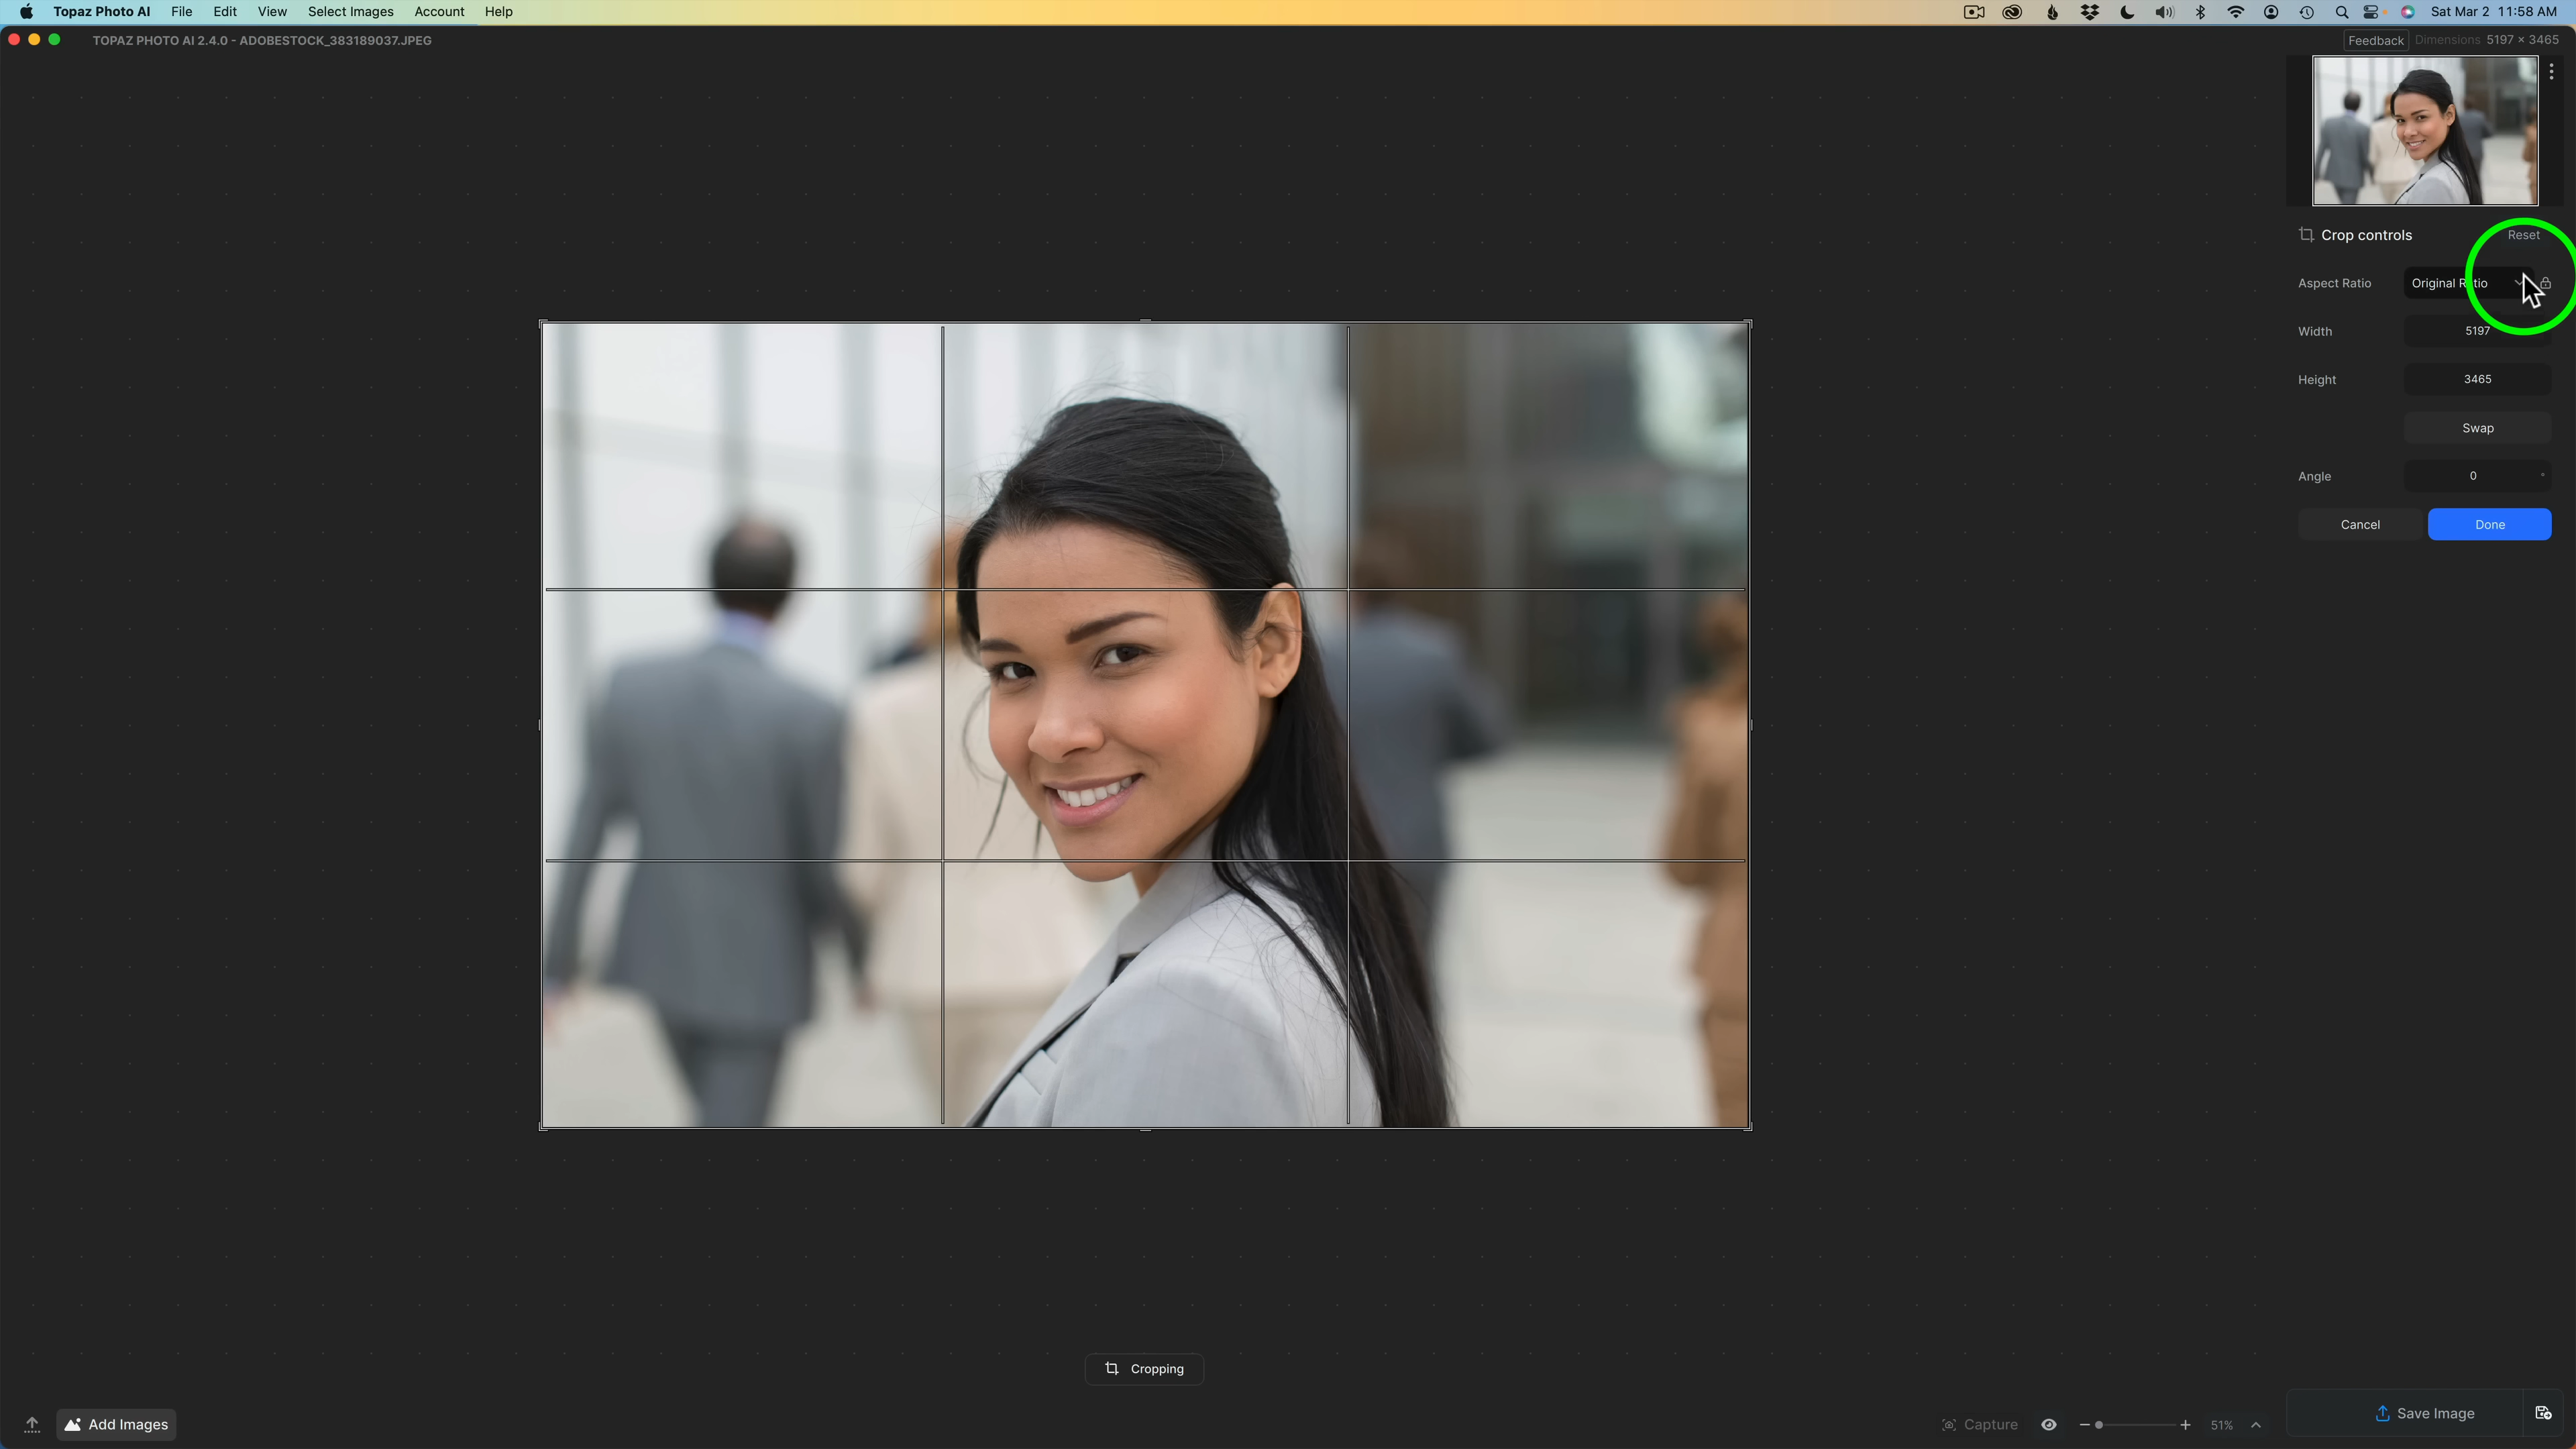 Topaz Photo AI File Edit View Select Images Account Help Sat Mar 2 11:58 AM
TOPAZ PHOTO AI 2.4.0 - ADOBESTOCK_383189037.JPEG Feedback Dimensions 5197 × 3465
Crop controls Reset
Aspect Ratio Original Ratio
Width 5197
Height 3465
Swap
Angle 0 °
Cancel Done
Cropping
Add Images Capture 51% Save Image